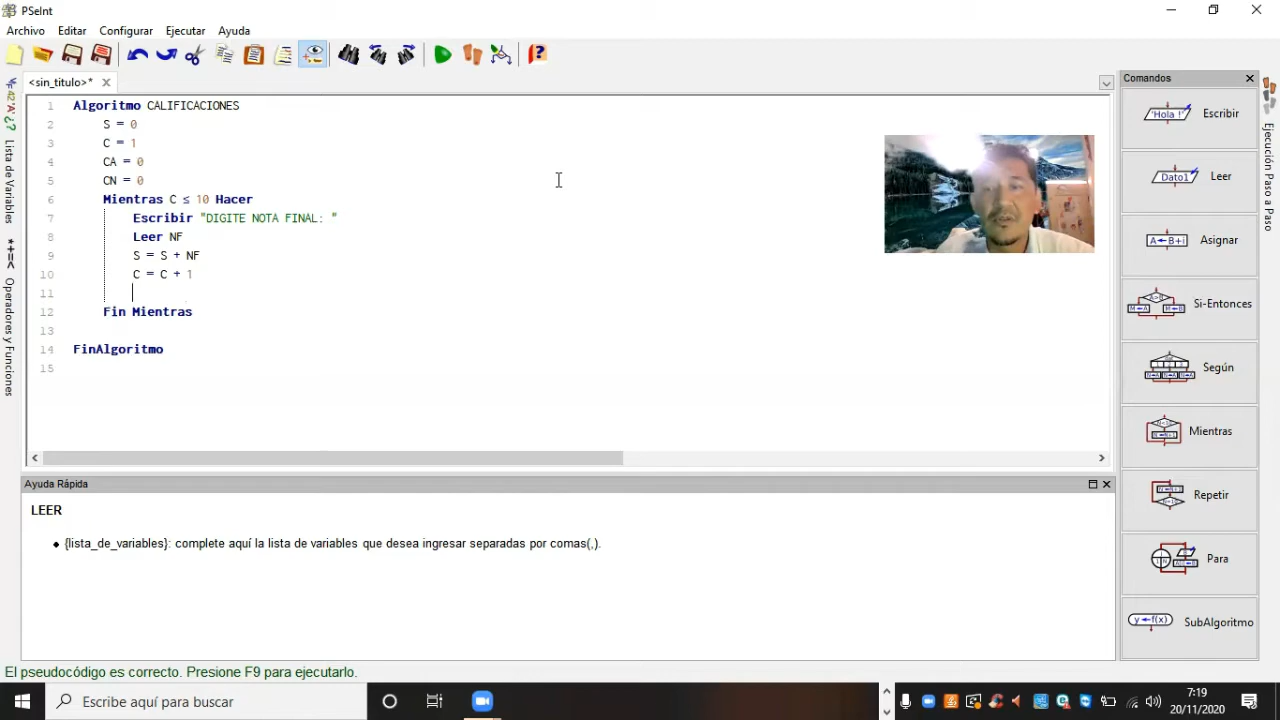 PSeInt
Archivo Editar Configurar Ejecutar Ayuda
<sin_titulo>*
Comandos
1 Algoritmo CALIFICACIONES
2 S = 0
3 C = 1
4 CA = 0
5 CN = 0
6 Mientras C ≤ 10 Hacer
7 Escribir "DIGITE NOTA FINAL: "
8 Leer NF
9 S = S + NF
10 C = C + 1
11
12 Fin Mientras
13
14 FinAlgoritmo
15
Lista de Variables
Operadores y Funciones
'Hola !' Escribir
Dato1 Leer
A←B+i Asignar
Si-Entonces
Según
Mientras
Repetir
Para
y←f(x) SubAlgoritmo
Ejecución Paso a Paso
Ayuda Rápida
LEER
{lista_de_variables}: complete aquí la lista de variables que desea ingresar separadas por comas(,).
El pseudocódigo es correcto. Presione F9 para ejecutarlo.
Escribe aquí para buscar
7:19
20/11/2020